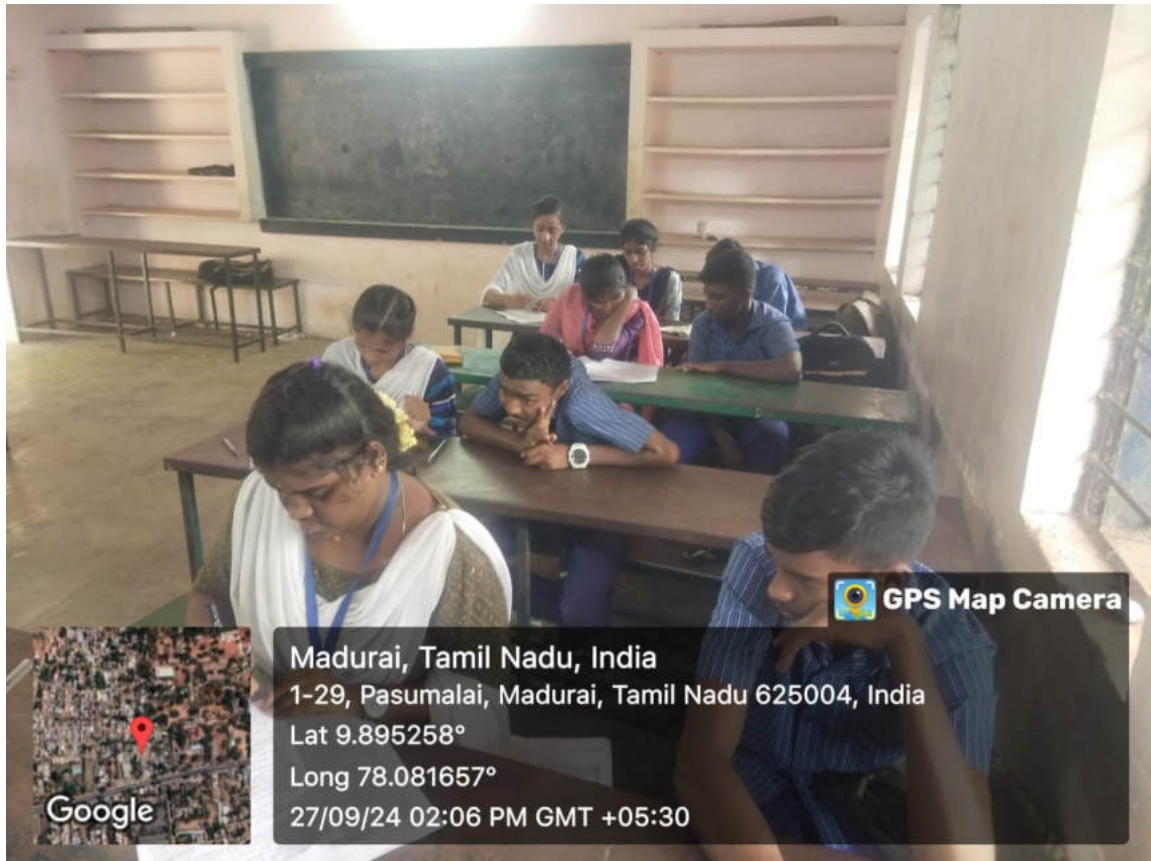 GPS Map Camera
Madurai, Tamil Nadu, India
1-29, Pasumalai, Madurai, Tamil Nadu 625004, India
Lat 9.895258°
Long 78.081657°
27/09/24 02:06 PM GMT +05:30
Google